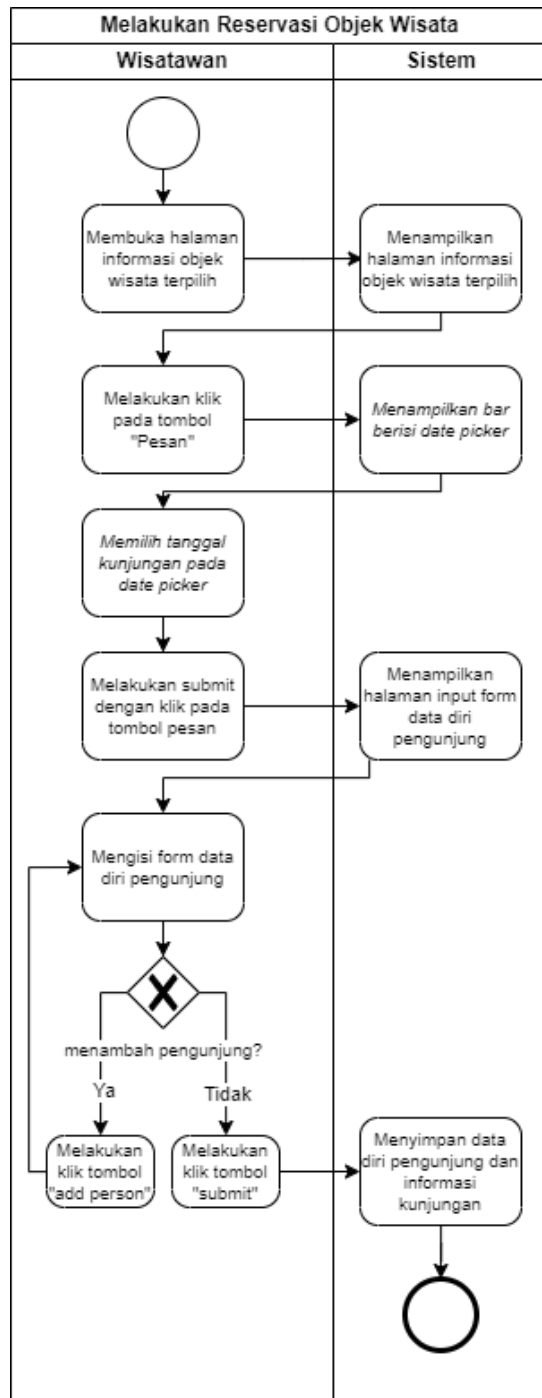 Melakukan Reservasi Objek Wisata
Wisatawan
Sistem
Membuka halaman
informasi objek
wisata terpilih
Menampilkan
halaman informasi
objek wisata terpilih
Melakukan klik
pada tombol
"Pesan"
Menampilkan bar
berisi date picker
Memilih tanggal
kunjungan pada
date picker
Melakukan submit
dengan klik pada
tombol pesan
Menampilkan
halaman input form
data diri
pengunjung
Mengisi form data
diri pengunjung
X
menambah pengunjung?
Ya
Tidak
Melakukan
klik tombol
"add person"
Melakukan
klik tombol
"submit"
Menyimpan data
diri pengunjung dan
informasi
kunjungan